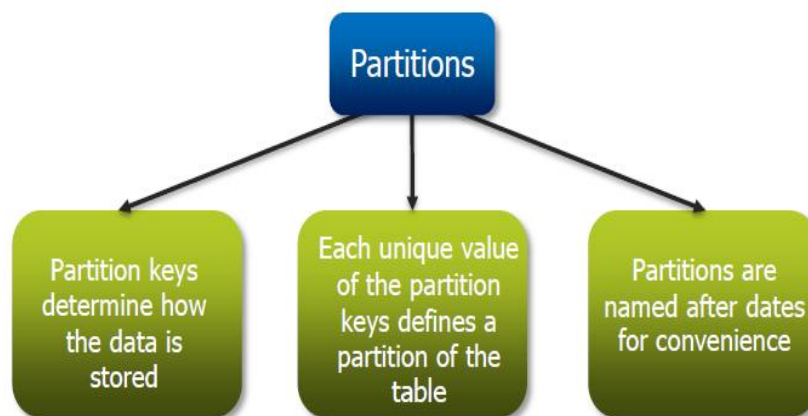 Partitions
Partition keys
determine how
the data is
stored
Each unique value
of the partition
keys defines a
partition of the
table
Partitions are
named after dates
for convenience